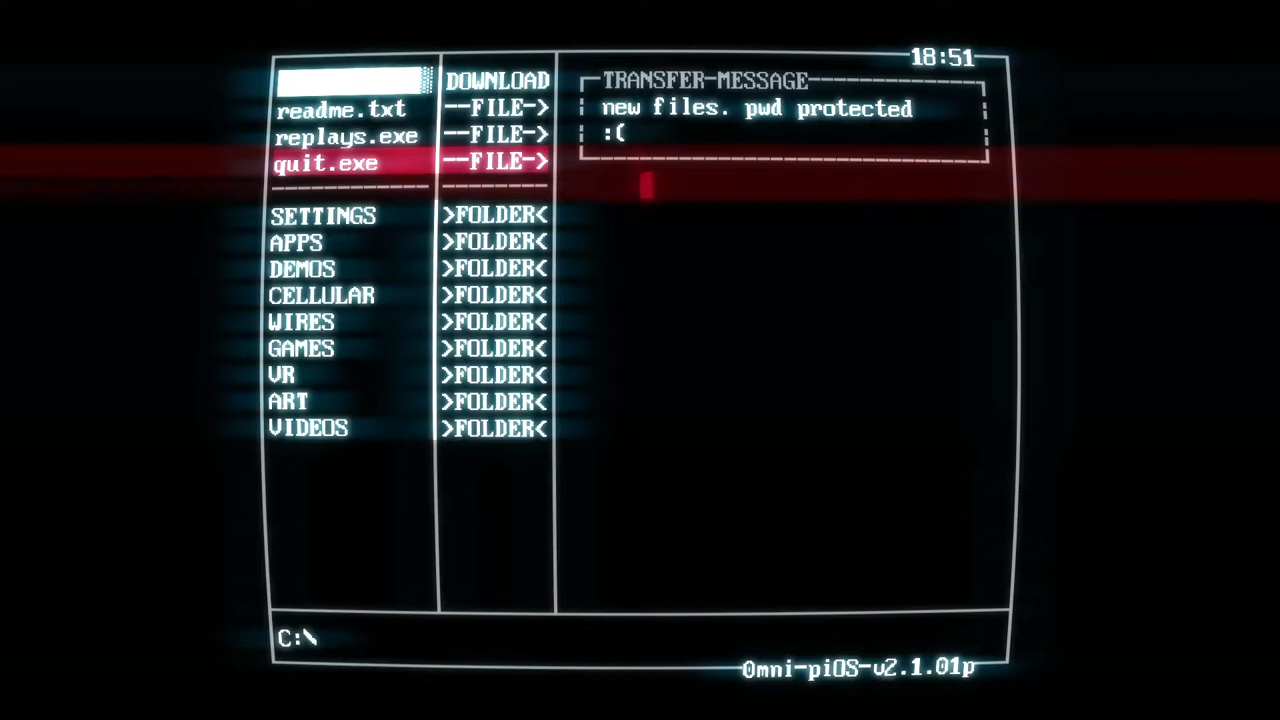 18:51
DOWNLOAD
readme.txt --FILE->
replays.exe --FILE->
quit.exe --FILE->
SETTINGS >FOLDER<
APPS >FOLDER<
DEMOS >FOLDER<
CELLULAR >FOLDER<
WIRES >FOLDER<
GAMES >FOLDER<
VR >FOLDER<
ART >FOLDER<
VIDEOS >FOLDER<
TRANSFER-MESSAGE
new files. pwd protected
:(
C:\
Omni-piOS-v2.1.01p